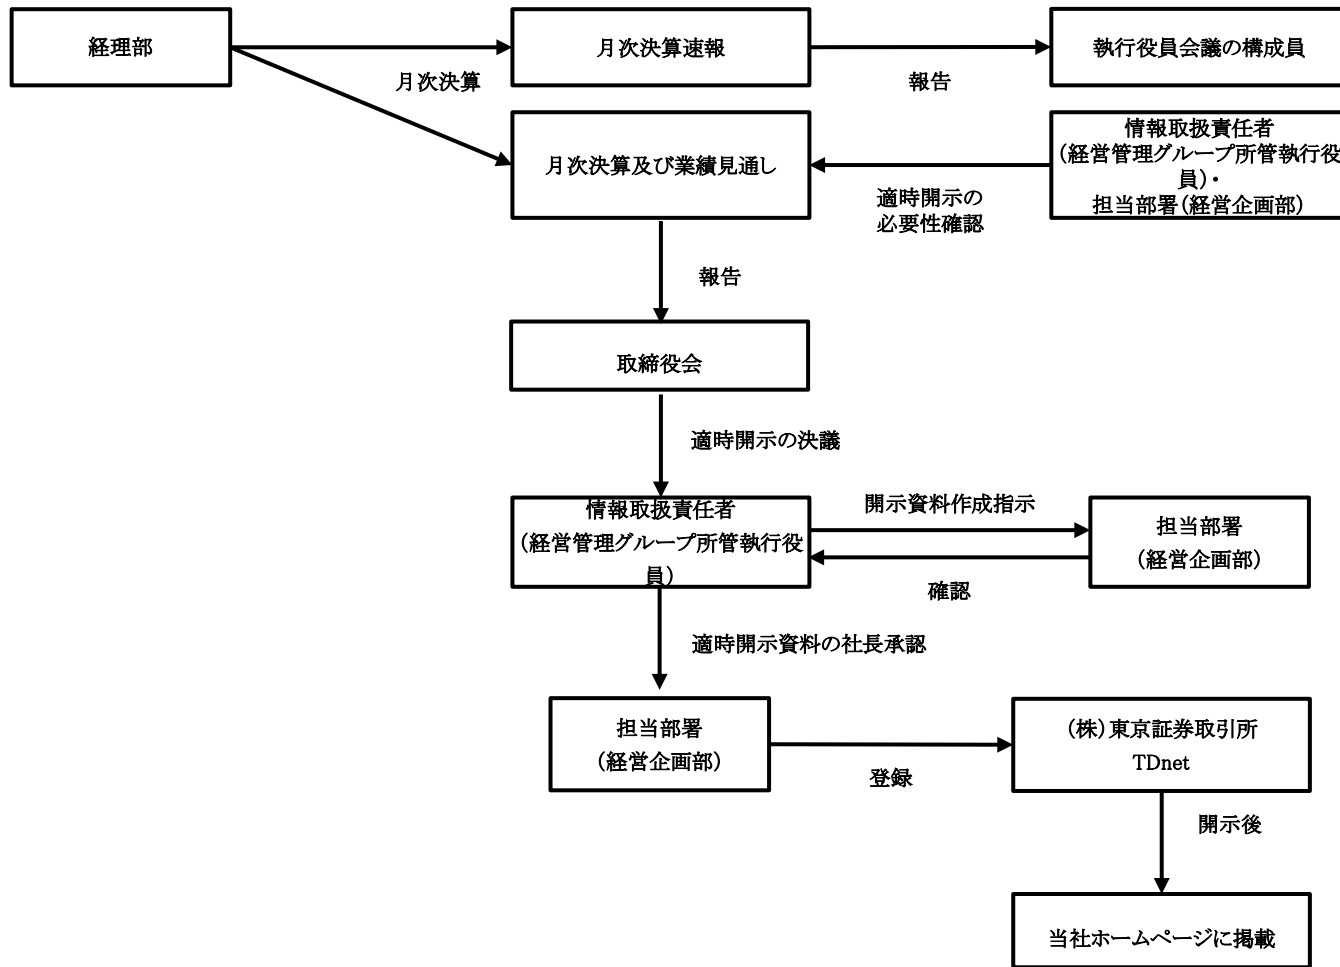 経理部
月次決算速報
執行役員会議の構成員
月次決算
報告
月次決算及び業績見通し
情報取扱責任者
(経営管理グループ所管執行役
員)・
担当部署(経営企画部)
適時開示の
必要性確認
報告
取締役会
適時開示の決議
情報取扱責任者
(経営管理グループ所管執行役
員)
開示資料作成指示
担当部署
(経営企画部)
確認
適時開示資料の社長承認
担当部署
(経営企画部)
(株)東京証券取引所
TDnet
登録
開示後
当社ホームページに掲載